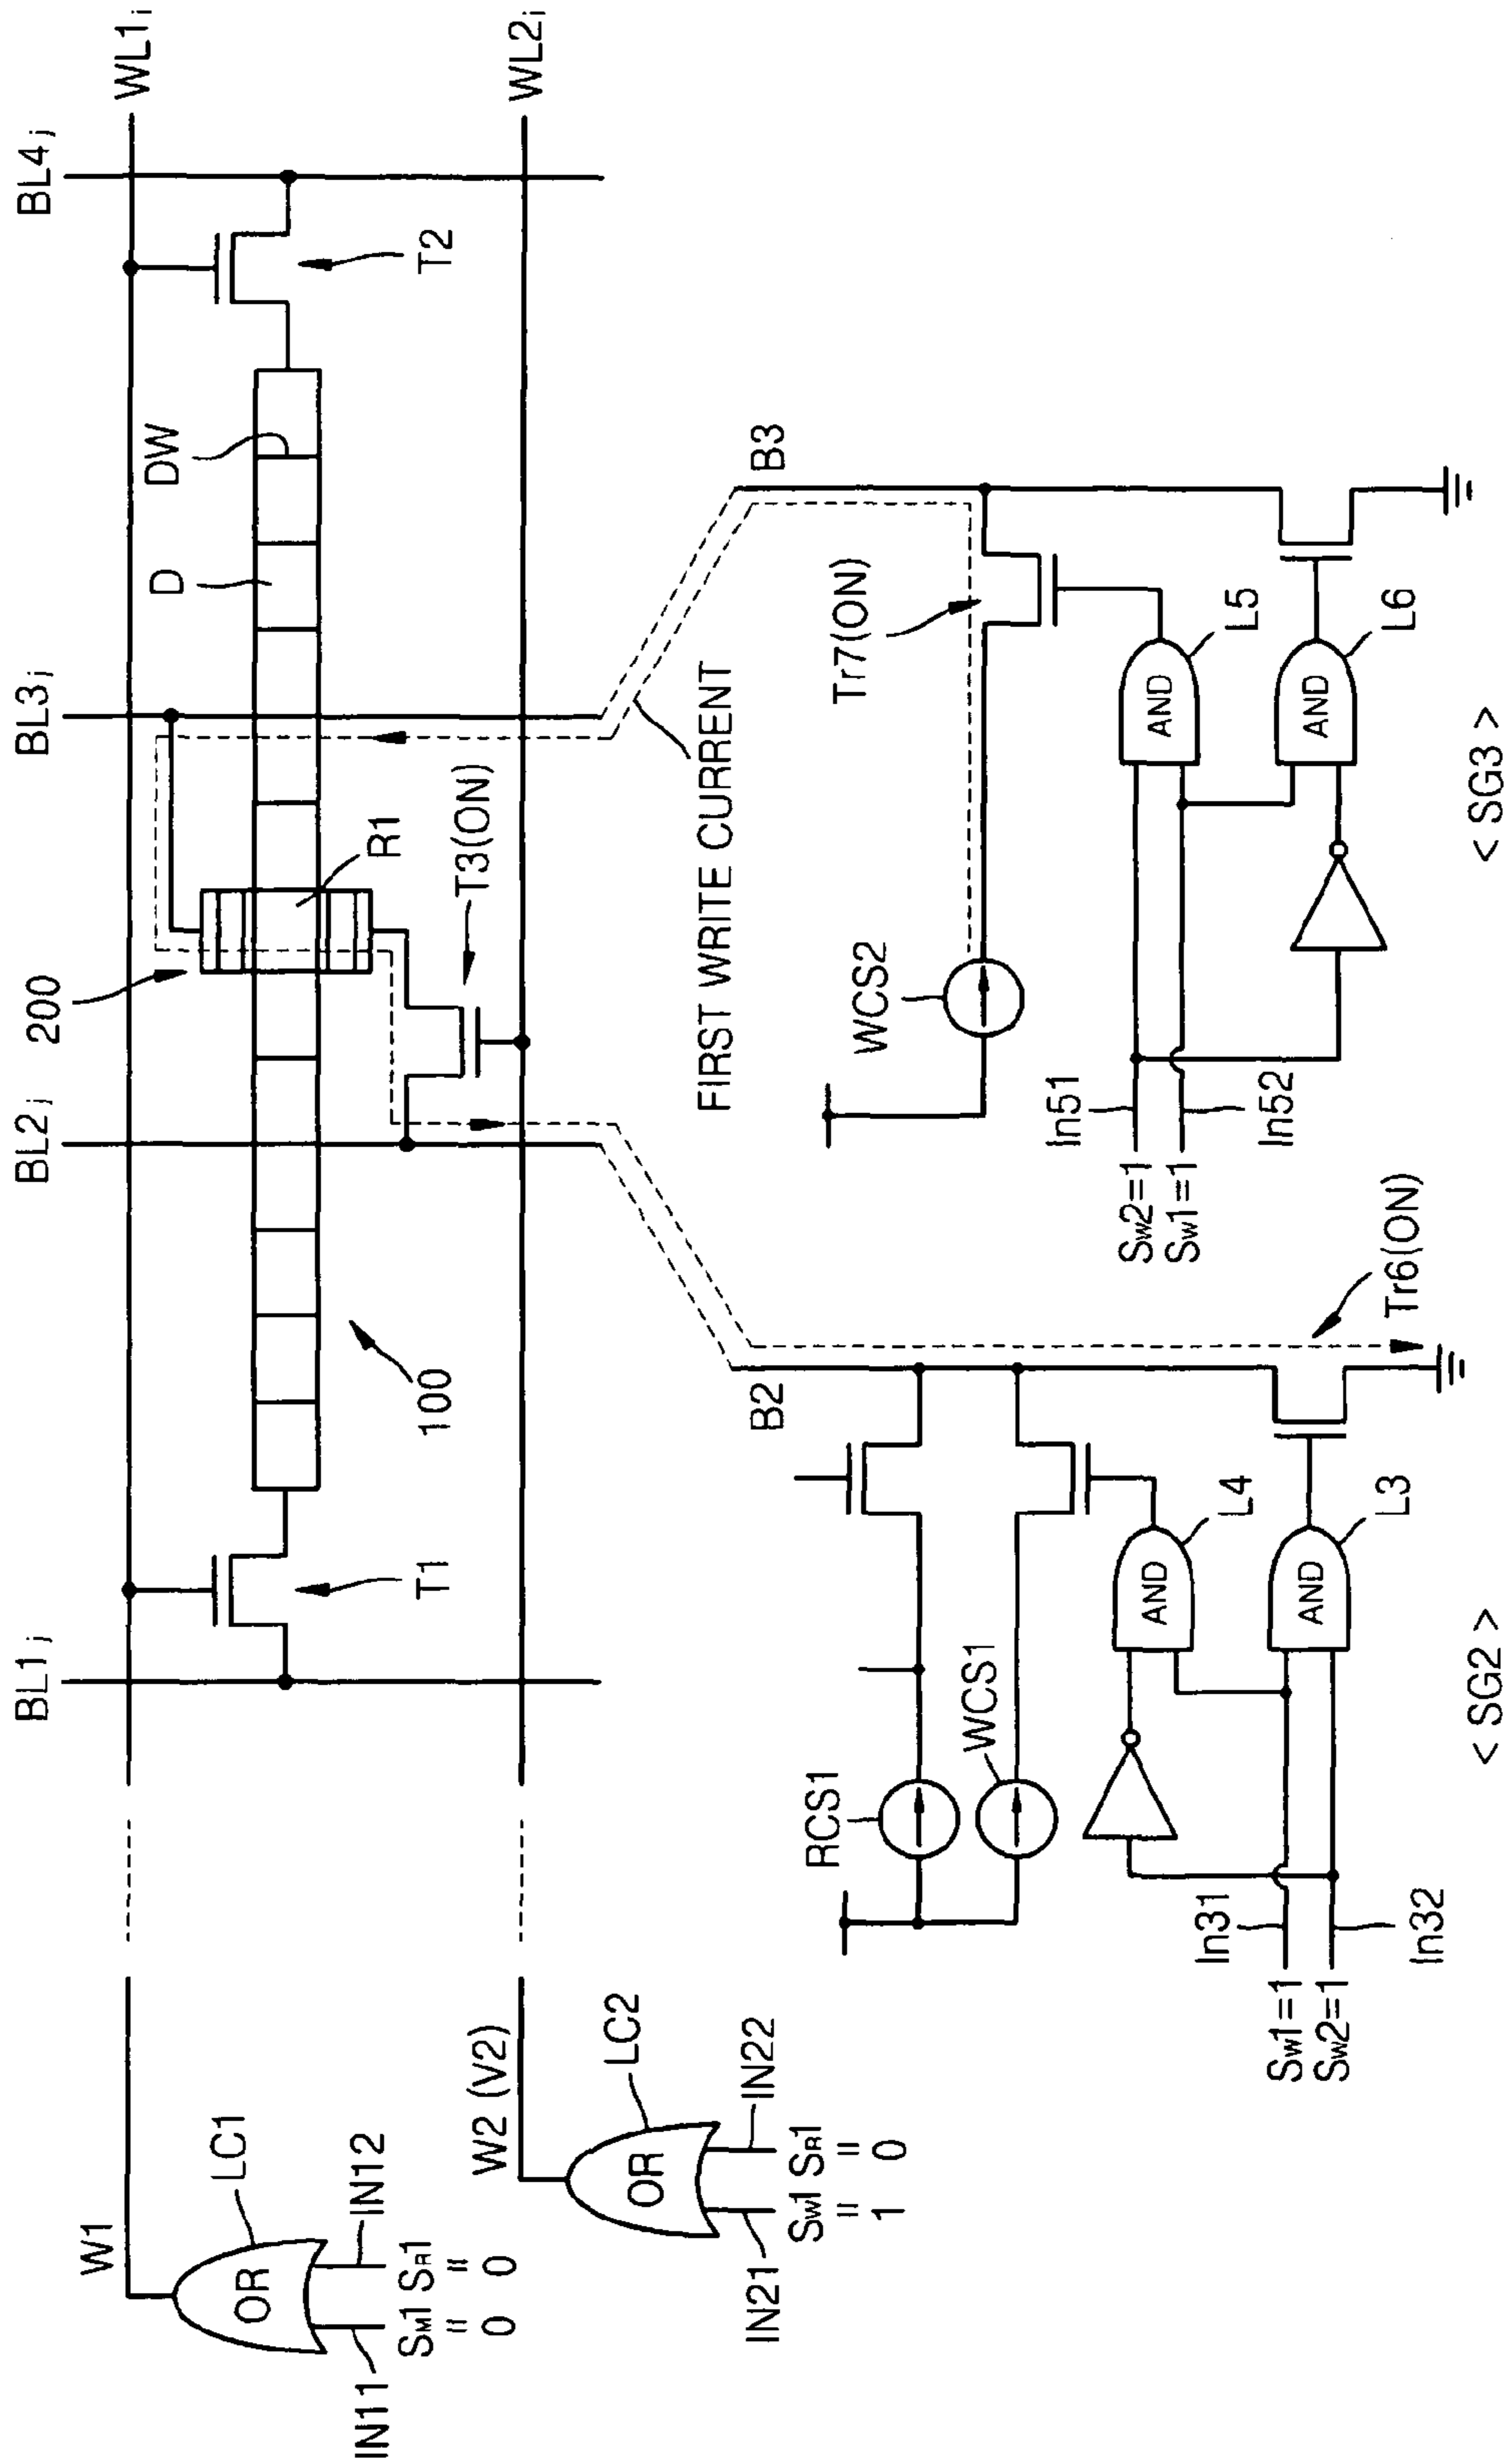 BL1j
BL2j
BL3j
BL4j
WL1i
WL2i
200
D
DW
T1
100
R1
T3(ON)
T2
W1
LC1
OR
IN11
IN12
SM1 SR1
= =
0 0
W2 (V2)
LC2
OR
IN21
IN22
SW1 SR1
= =
1 0
FIRST WRITE CURRENT
B2
B3
RCS1
WCS1
WCS2
Tr7(ON)
AND
L4
AND
L3
In31
Sw1=1
Sw2=1
In32
Tr6(ON)
In51
Sw2=1
Sw1=1
In52
AND
L5
AND
L6
< SG2 >
< SG3 >